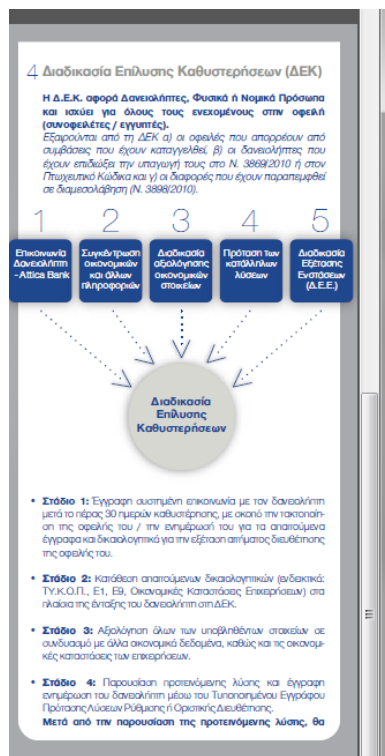 4 Διαδικασία / Επίλυσης Καθυστερήσεων (ΔΕΚ)
Η Δ.Ε.Κ. αφορά Δανειολήπτες, Φυσικά ή Νομικά Πρόσωπα
και ισχύει για όλους τους ενεχομένους στην οφειλή
(συνοφειλέτες / εγγυητές).
Εξαιρούνται από τη ΔΕΚ α) οι οφειλές που απορρέουν από
συμβάσεις που έχουν καταγγελθεί, β) οι δανειολήπτες που
έχουν επιδιώξει την υπαγωγή τους στο Ν. 3869/2010 ή στον
Πτωχευτικό Κώδικα και γ) οι διαφορές που έχουν παραπεμφθεί
σε διαμεσολάβηση (Ν. 3898/2010).
1 2 3 4 5
Επικοινωνία
Δανειολήπτη
-Attica Bank
Συγκέντρωση
οικονομικών
και άλλων
πληροφοριών
Διαδικασία
αξιολόγησης
οικονομικών
στοιχείων
Πρόταση των
κατάλληλων
λύσεων
Διαδικασία
Εξέτασης
Ενστάσεων
(Δ.Ε.Ε.)
Διαδικασία
Επίλυσης
Καθυστερήσεων
• Στάδιο 1: Έγγραφη συστημένη επικοινωνία με τον δανειολήπτη
μετά το πέρας 30 ημερών καθυστέρησης, με σκοπό την τακτοποίη-
ση της οφειλής του / την ενημέρωσή του για τα απαιτούμενα
έγγραφα και δικαιολογητικά για την εξέταση αιτήματος διευθέτησης
της οφειλής του.
• Στάδιο 2: Κατάθεση απαιτούμενων δικαιολογητικών (ενδεικτικά:
ΤΥ.Κ.Ο.Π., Ε1, Ε9, Οικονομικές Καταστάσεις Επιχειρήσεων) στα
πλαίσια της ένταξης του δανειολήπτη στη ΔΕΚ.
• Στάδιο 3: Αξιολόγηση όλων των υποβληθέντων στοιχείων σε
συνδυασμό με άλλα οικονομικά δεδομένα, καθώς και τις οικονομι-
κές καταστάσεις των επιχειρήσεων.
• Στάδιο 4: Παρουσίαση προτεινόμενης λύσης και έγγραφη
ενημέρωση του δανειολήπτη μέσω του Τυποποιημένου Εγγράφου
Πρότασης Λύσεων Ρύθμισης ή Οριστικής Διευθέτησης.
Μετά από την παρουσίαση της προτεινόμενης λύσης, θα